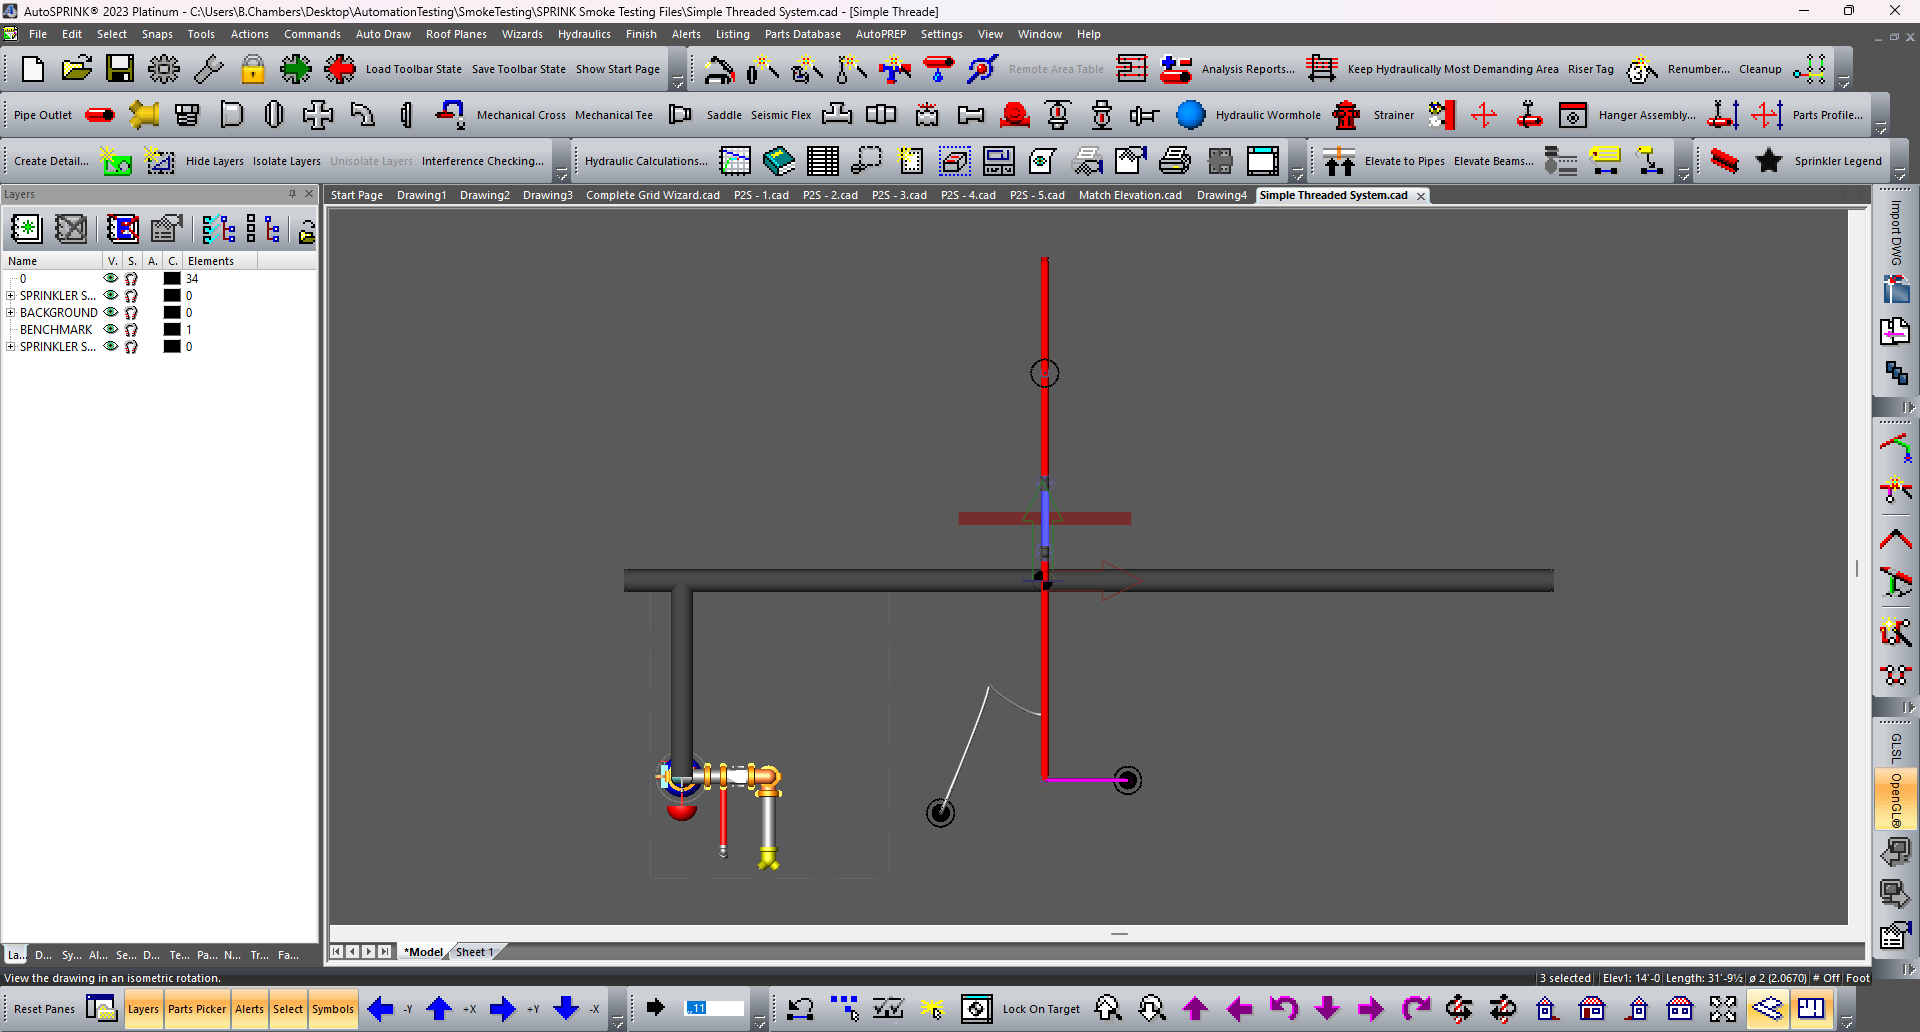 AutoSPRINK® 2023 Platinum - C:\Users\B.Chambers\Desktop\AutomationTesting\SmokeTesting\SPRINK Smoke Testing Files\Simple Threaded System.cad - [Simple Threade]
File Edit Select Snaps Tools Actions Commands Auto Draw Roof Planes Wizards Hydraulics Finish Alerts Listing Parts Database AutoPREP Settings View Window Help
Load Toolbar State Save Toolbar State Show Start Page Remote Area Table Analysis Reports... Keep Hydraulically Most Demanding Area Riser Tag Renumber... Cleanup
Pipe Outlet Mechanical Cross Mechanical Tee Saddle Seismic Flex Hydraulic Wormhole Strainer Hanger Assembly... Parts Profile...
Create Detail... Hide Layers Isolate Layers Unisolate Layers Interference Checking... Hydraulic Calculations... Elevate to Pipes Elevate Beams... Sprinkler Legend
Layers
Start Page Drawing1 Drawing2 Drawing3 Complete Grid Wizard.cad P2S - 1.cad P2S - 2.cad P2S - 3.cad P2S - 4.cad P2S - 5.cad Match Elevation.cad Drawing4 Simple Threaded System.cad
Import DWG
Name V. S. A. C. Elements
0 34
SPRINKLER S... 0
BACKGROUND 0
BENCHMARK 1
SPRINKLER S... 0
GLSL
OpenGL®
*Model Sheet 1
La... D... Sy... Al... Se... D... Te... Pa... N... Tr... Fa...
View the drawing in an isometric rotation.
3 selected Elev1: 14'-0 Length: 31'-9½ ø 2 (2.0670) # Off Foot
Reset Panes Layers Parts Picker Alerts Select Symbols -Y +X +Y -X ,,11 Lock On Target